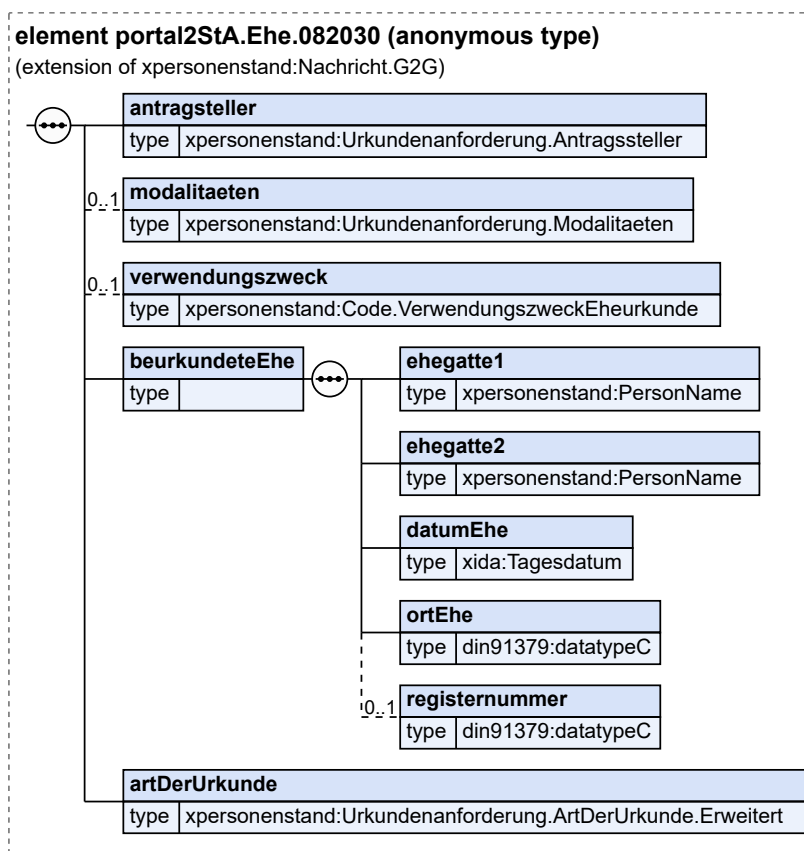 element portal2StA.Ehe.082030 (anonymous type)
(extension of xpersonenstand:Nachricht.G2G)
antragsteller
type xpersonenstand:Urkundenanforderung.Antragssteller
0..1
modalitaeten
type xpersonenstand:Urkundenanforderung.Modalitaeten
0..1
verwendungszweck
type xpersonenstand:Code.VerwendungszweckEheurkunde
beurkundeteEhe
type
ehegatte1
type xpersonenstand:PersonName
ehegatte2
type xpersonenstand:PersonName
datumEhe
type xida:Tagesdatum
ortEhe
type din91379:datatypeC
0..1
registernummer
type din91379:datatypeC
artDerUrkunde
type xpersonenstand:Urkundenanforderung.ArtDerUrkunde.Erweitert